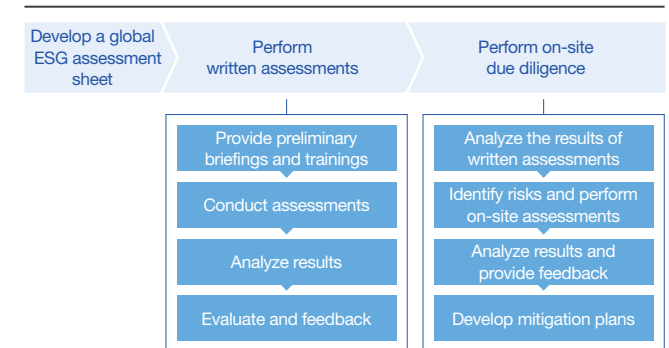 Develop a global
ESG assessment
sheet
Perform
written assessments
Perform on-site
due diligence
Provide preliminary
briefings and trainings
Conduct assessments
Analyze results
Evaluate and feedback
Analyze the results of
written assessments
Identify risks and perform
on-site assessments
Analyze results and
provide feedback
Develop mitigation plans